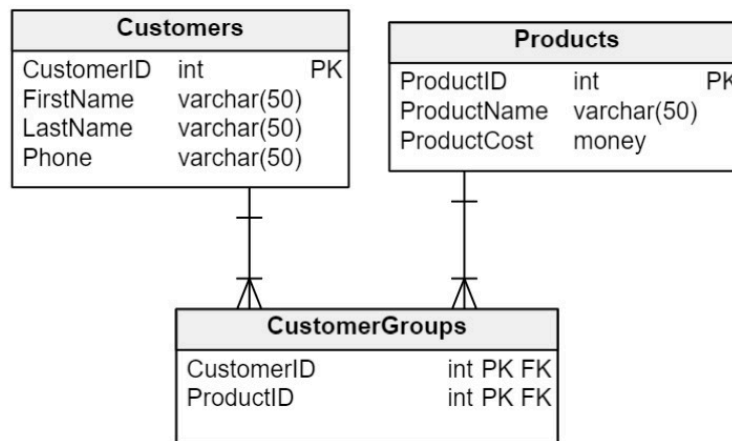 Customers
CustomerID int PK
FirstName varchar(50)
LastName varchar(50)
Phone varchar(50)
Products
ProductID int PK
ProductName varchar(50)
ProductCost money
CustomerGroups
CustomerID int PK FK
ProductID int PK FK